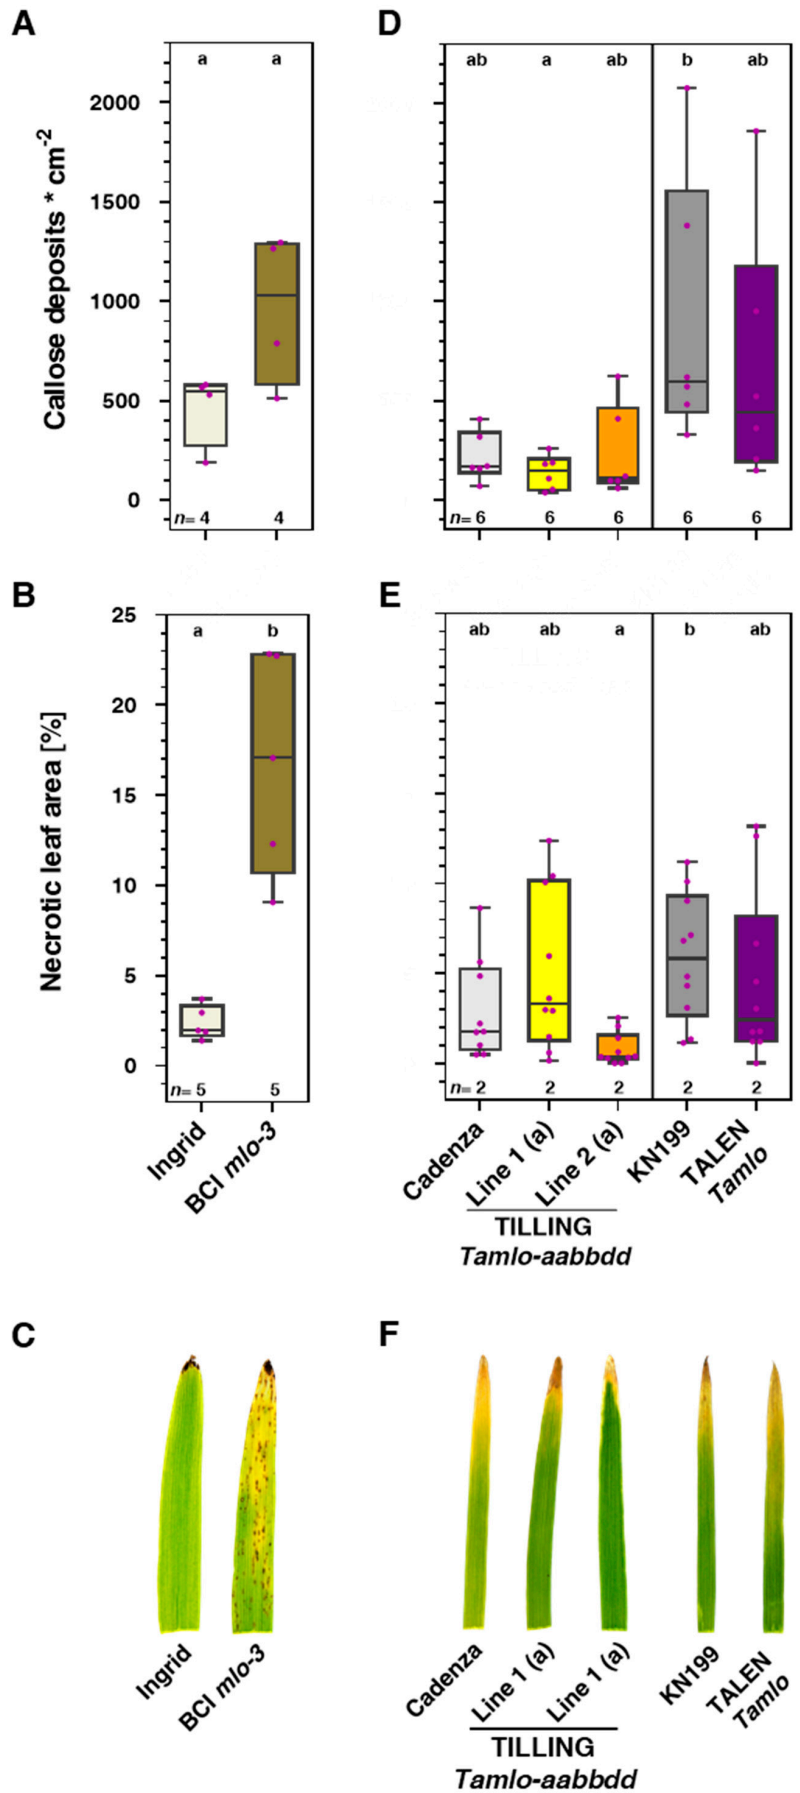 A
D
a a
ab a ab b ab
2000
1500
1000
500
0
Callose deposits * cm-2
n= 4 4
n= 6 6 6 6 6
B
E
25
20
15
10
5
0
a b
ab ab a b ab
Necrotic leaf area [%]
n= 5 5
n= 2 2 2 2 2
Ingrid
BCI mlo-3
Cadenza
Line 1 (a)
Line 2 (a)
KN199
TALEN
Tamlo
TILLING
Tamlo-aabbdd
C
F
Ingrid
BCI mlo-3
Cadenza
Line 1 (a)
Line 1 (a)
KN199
TALEN
Tamlo
TILLING
Tamlo-aabbdd